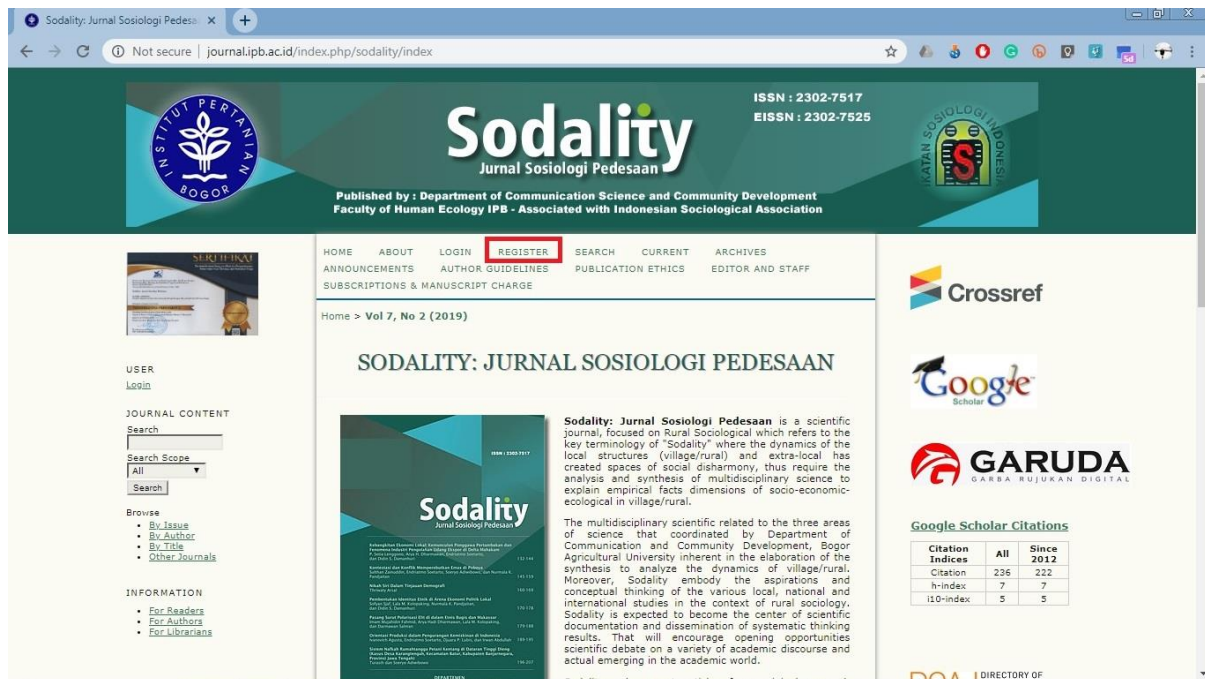 Sodality: Jurnal Sosiologi Pedesa
Not secure | journal.ipb.ac.id/index.php/sodality/index
INSTITUT PERTANIAN
BOGOR
Sodality
Jurnal Sosiologi Pedesaan
ISSN : 2302-7517
EISSN : 2302-7525
Published by : Department of Communication Science and Community Development
Faculty of Human Ecology IPB - Associated with Indonesian Sociological Association
IKATAN SOSIOLOGI INDONESIA
HOME ABOUT LOGIN REGISTER SEARCH CURRENT ARCHIVES
ANNOUNCEMENTS AUTHOR GUIDELINES PUBLICATION ETHICS EDITOR AND STAFF
SUBSCRIPTIONS & MANUSCRIPT CHARGE
Home > Vol 7, No 2 (2019)
SERTIFIKAT
USER
Login
JOURNAL CONTENT
Search
Search Scope
All
Search
Browse
By Issue
By Author
By Title
Other Journals
INFORMATION
For Readers
For Authors
For Librarians
SODALITY: JURNAL SOSIOLOGI PEDESAAN
ISSN : 2302-7517
Sodality
Jurnal Sosiologi Pedesaan
DEPARTEMEN
Sodality: Jurnal Sosiologi Pedesaan is a scientific
journal, focused on Rural Sociological which refers to the
key terminology of "Sodality" where the dynamics of the
local structures (village/rural) and extra-local has
created spaces of social disharmony, thus require the
analysis and synthesis of multidisciplinary science to
explain empirical facts dimensions of socio-economic-
ecological in village/rural.
The multidisciplinary scientific related to the three areas
of science that coordinated by Department of
Communication and Community Development, Bogor
Agricultural University inherent in the elaboration of the
synthesis to analyze the dynamics of village/rural.
Moreover, Sodality embody the aspirations and
conceptual thinking of the various local, national and
international studies in the context of rural sociology.
Sodality is expected to become the center of scientific
documentation and dissemination of systematic thinking
results. That will encourage opening opportunities
scientific debate on a variety of academic discourse and
actual emerging in the academic world.
Crossref
Google
Scholar
GARUDA
GARBA RUJUKAN DIGITAL
Google Scholar Citations
Citation Indices All Since 2012
Citation 236 222
h-index 7 7
i10-index 5 5
DOAJ DIRECTORY OF